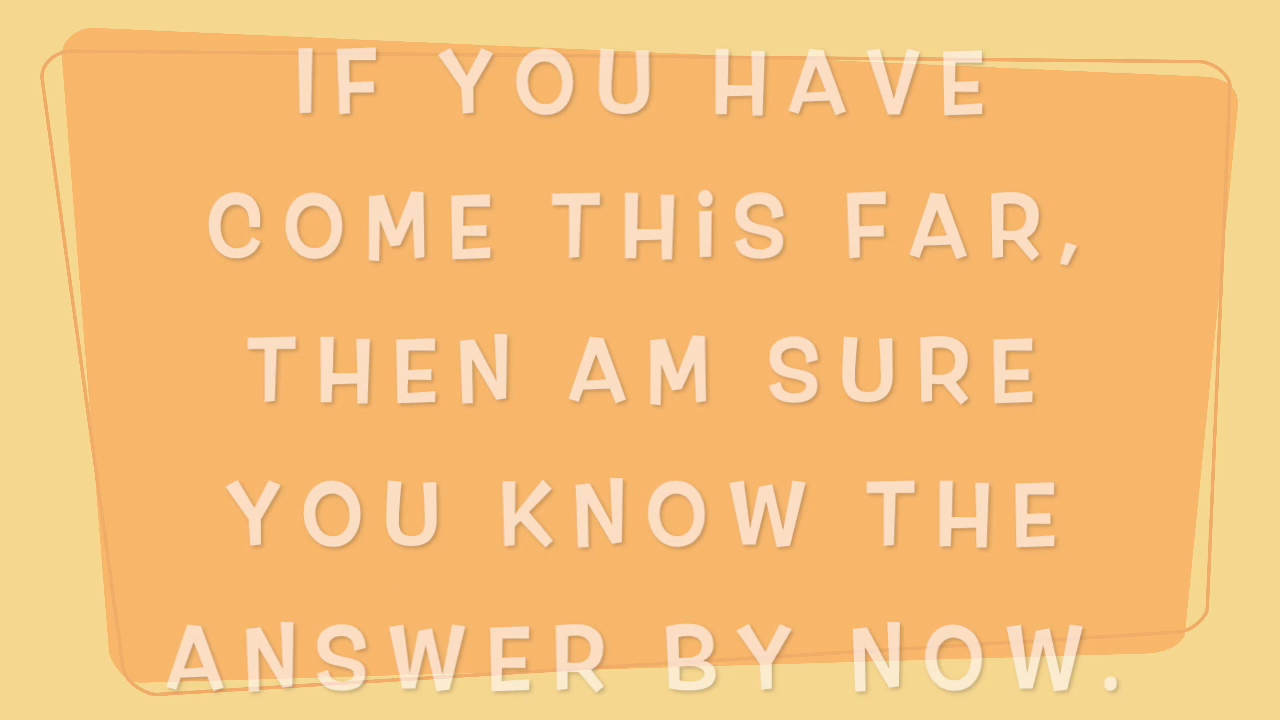 IF YOU HAVE
COME THiS FAR,
THEN AM SURE
YOU KNOW THE
ANSWER BY NOW.